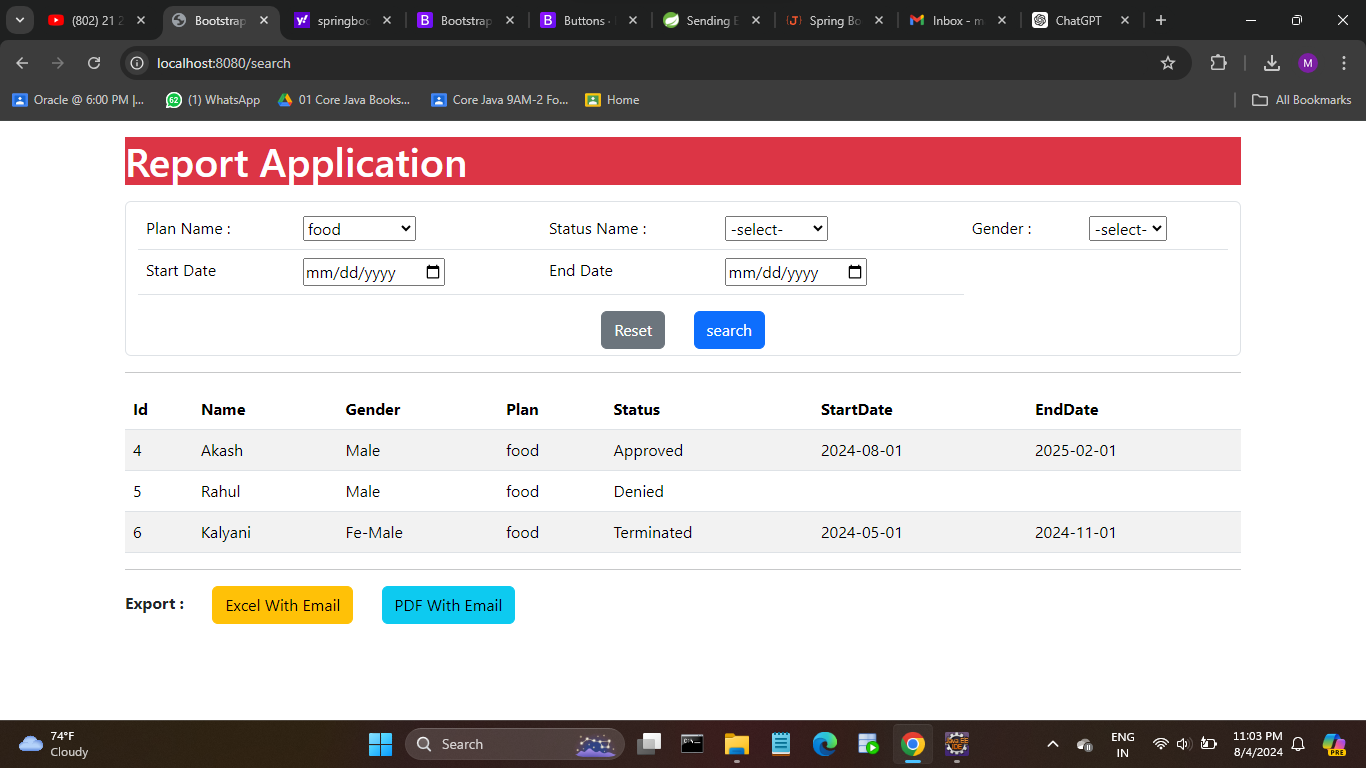 (802) 21 2
Bootstrap
springboo
Bootstrap
Buttons ·
Sending E
Spring Bo
Inbox - m
ChatGPT
localhost:8080/search
M
Oracle @ 6:00 PM |...
62
(1) WhatsApp
01 Core Java Books...
Core Java 9AM-2 Fo...
Home
All Bookmarks
Report Application
Plan Name : food Status Name : -select- Gender : -select-
Start Date mm/dd/yyyy End Date mm/dd/yyyy
Reset search
Id Name Gender Plan Status StartDate EndDate
4 Akash Male food Approved 2024-08-01 2025-02-01
5 Rahul Male food Denied
6 Kalyani Fe-Male food Terminated 2024-05-01 2024-11-01
Export : Excel With Email PDF With Email
74°F
Cloudy
Search
Java EE
IDE
ENG
IN
11:03 PM
8/4/2024
PRE